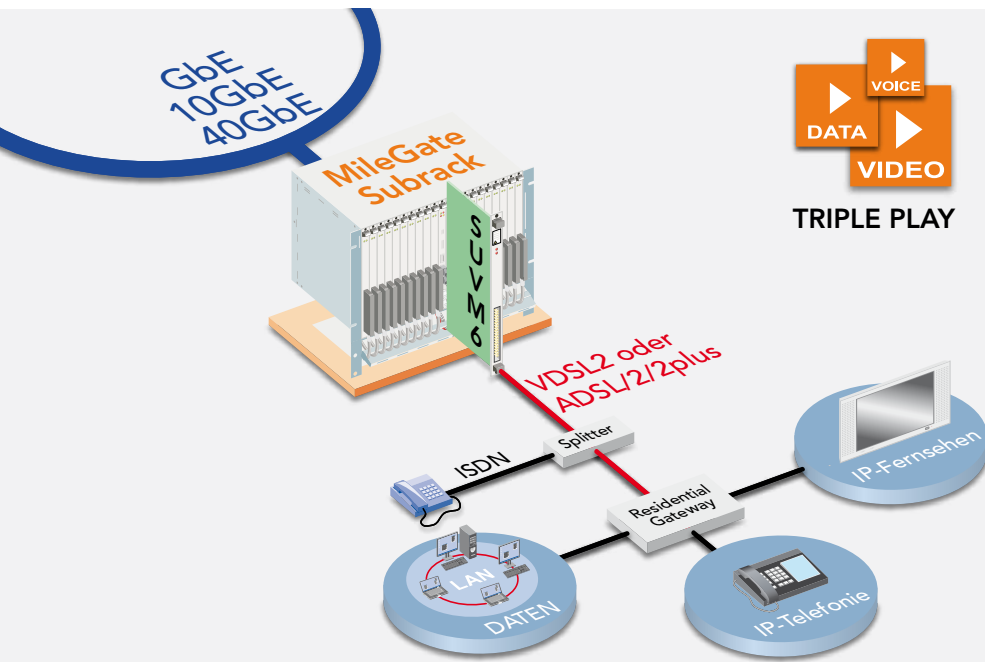 GbE
10GbE
40GbE
MileGate
Subrack
SUVM6
VOICE
DATA
VIDEO
TRIPLE PLAY
VDSL2 oder
ADSL/2/2plus
Splitter
ISDN
IP-Fernsehen
Residential
Gateway
LAN
DATEN
IP-Telefonie